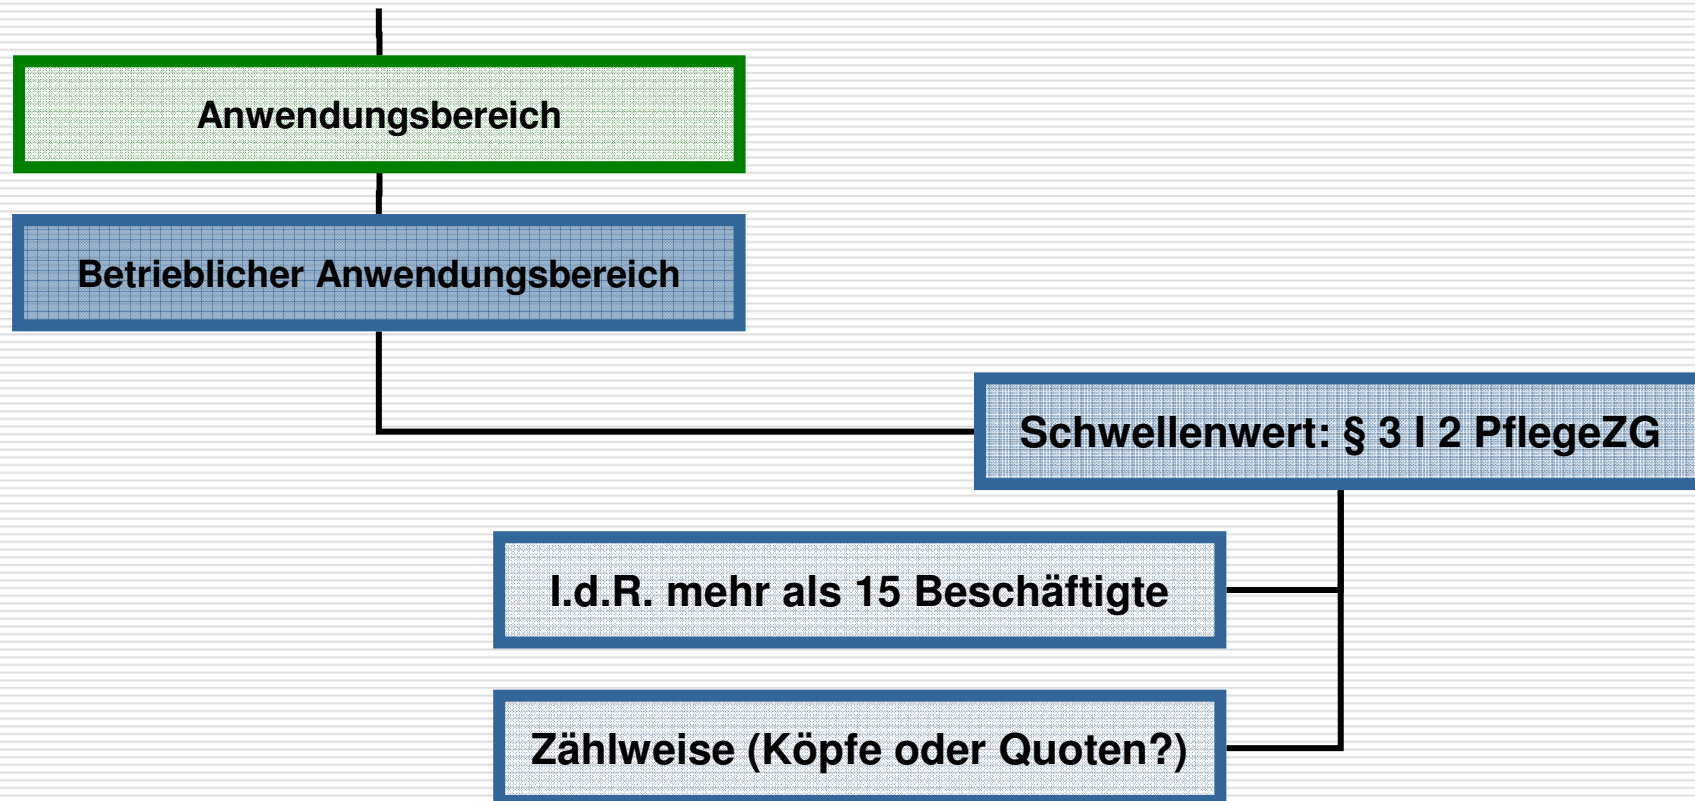 Anwendungsbereich
Betrieblicher Anwendungsbereich
Schwellenwert: § 3 I 2 PflegeZG
I.d.R. mehr als 15 Beschäftigte
Zählweise (Köpfe oder Quoten?)